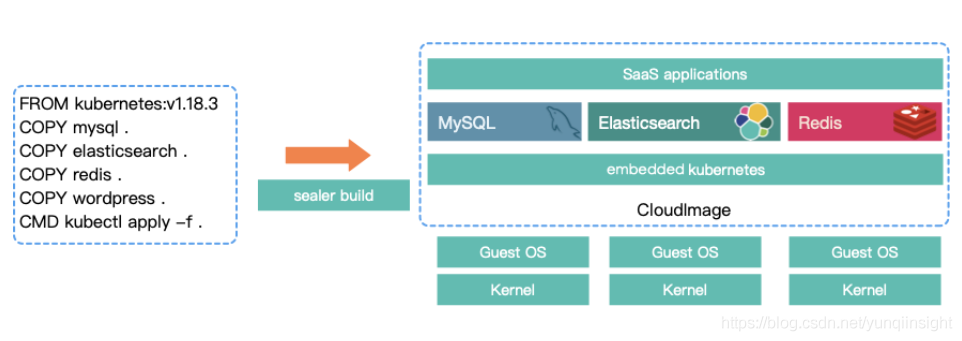 FROM kubernetes:v1.18.3
COPY mysql .
COPY elasticsearch .
COPY redis .
COPY wordpress .
CMD kubectl apply –f .
sealer build
SaaS applications
MySQL
Elasticsearch
Redis
embedded kubernetes
CloudImage
Guest OS
Guest OS
Guest OS
Kernel
Kernel
Kernel
https://blog.csdn.net/yunqiinsight